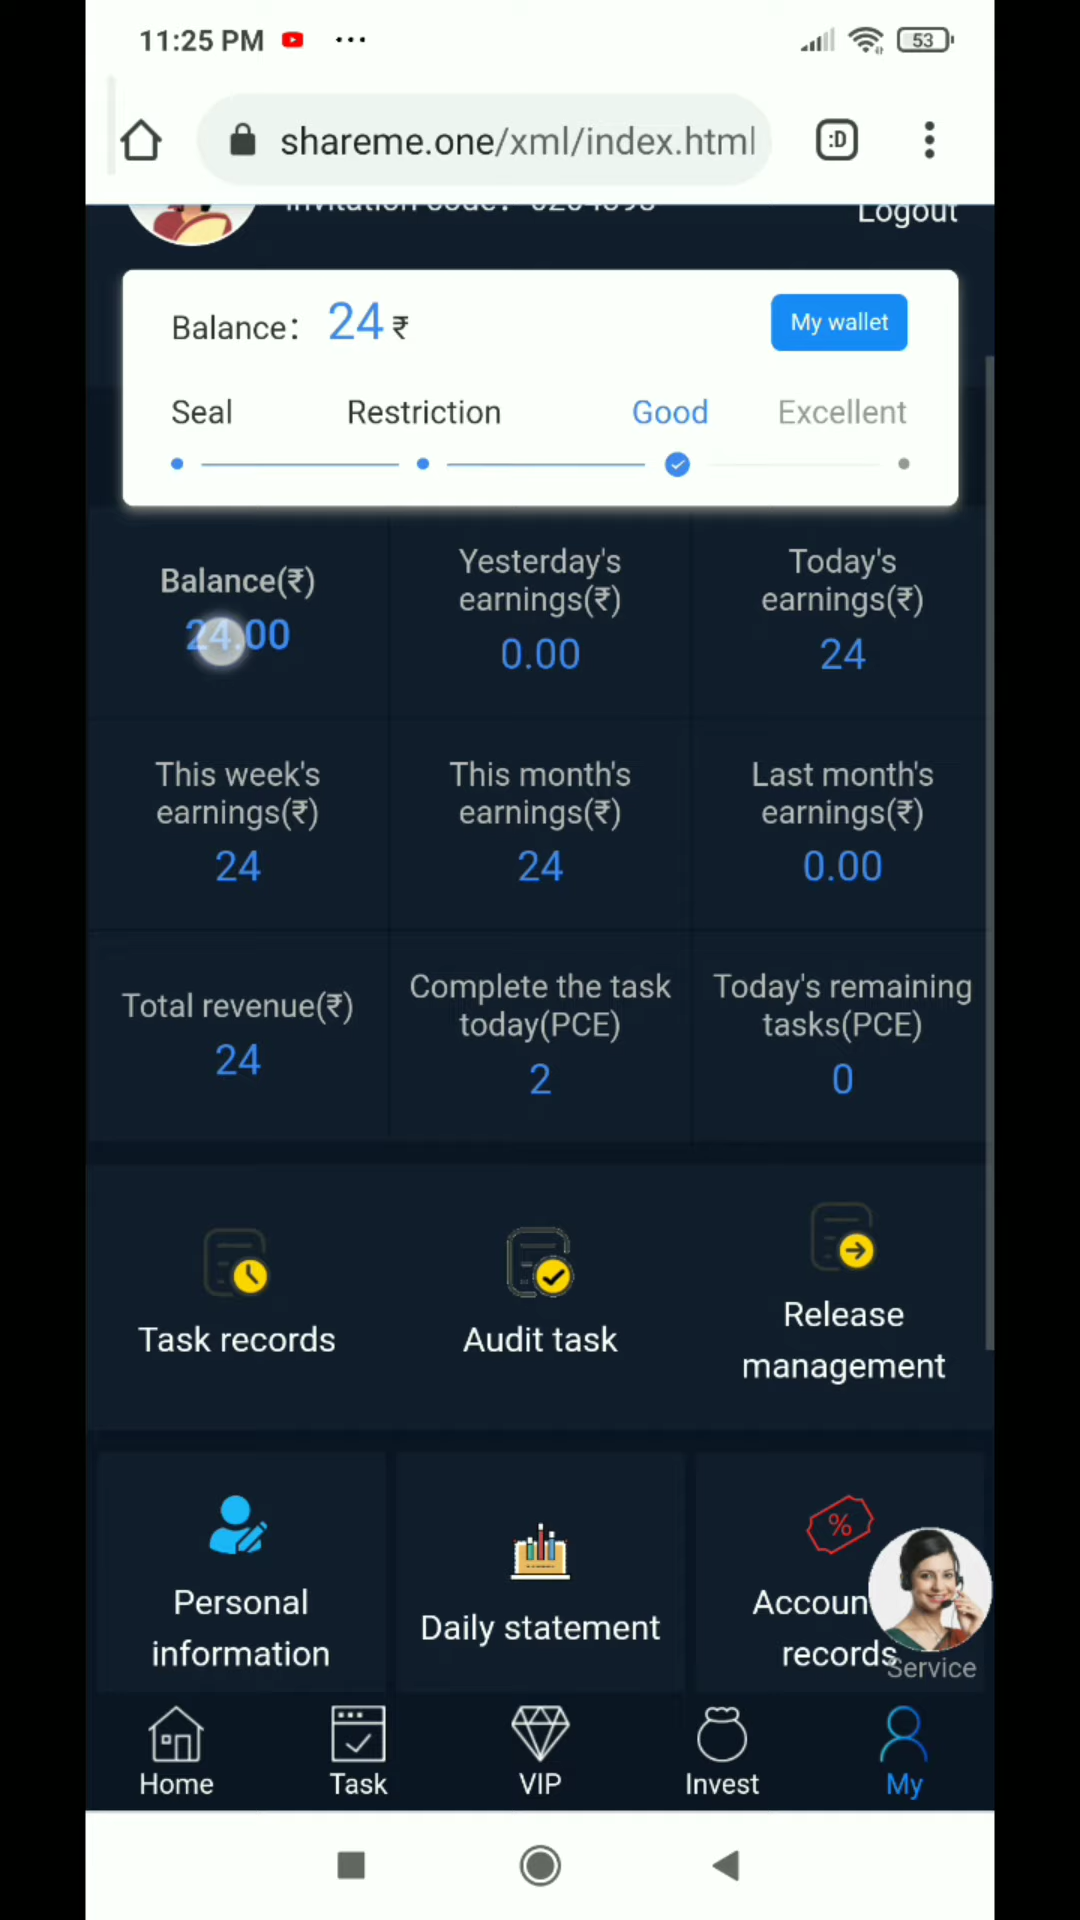 11:25 PM
53
shareme.one/xml/index.html
:D
Invitation code:
Logout
Balance: 24 ₹
My wallet
Seal Restriction Good Excellent
Balance(₹)
24.00
Yesterday's
earnings(₹)
0.00
Today's
earnings(₹)
24
This week's
earnings(₹)
24
This month's
earnings(₹)
24
Last month's
earnings(₹)
0.00
Total revenue(₹)
24
Complete the task
today(PCE)
2
Today's remaining
tasks(PCE)
0
Task records
Audit task
Release
management
Personal
information
Daily statement
%
Accoun
records
Service
Home
Task
VIP
Invest
My